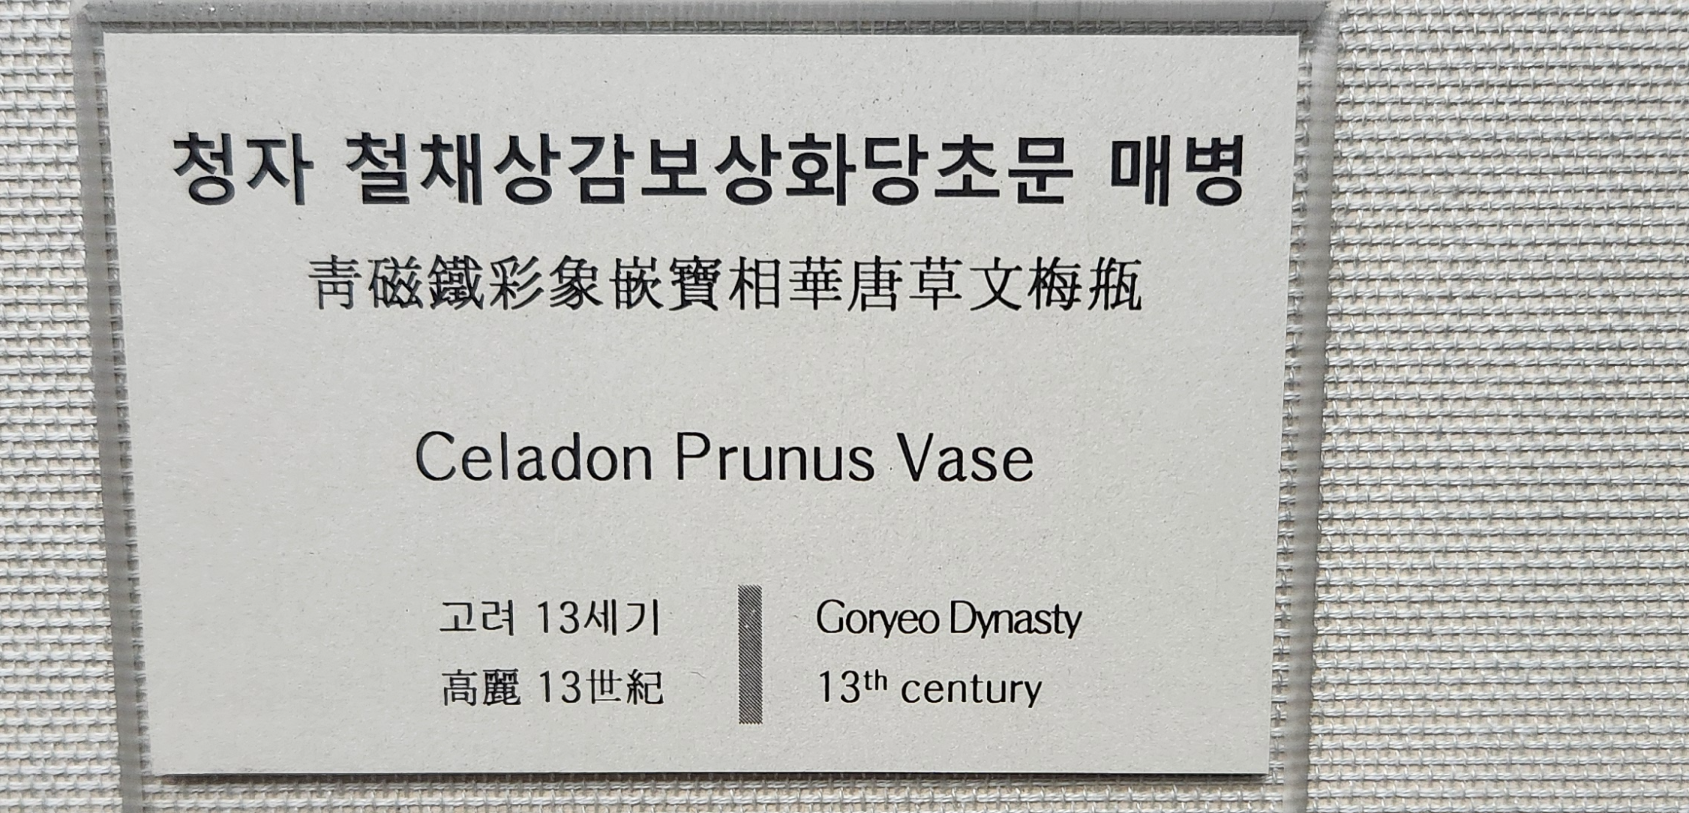 청자 철채상감보상화당초문 매병
靑磁鐵彩象嵌寶相華唐草文梅甁
Celadon Prunus Vase
고려 13세기
高麗 13世紀
Goryeo Dynasty
13th century